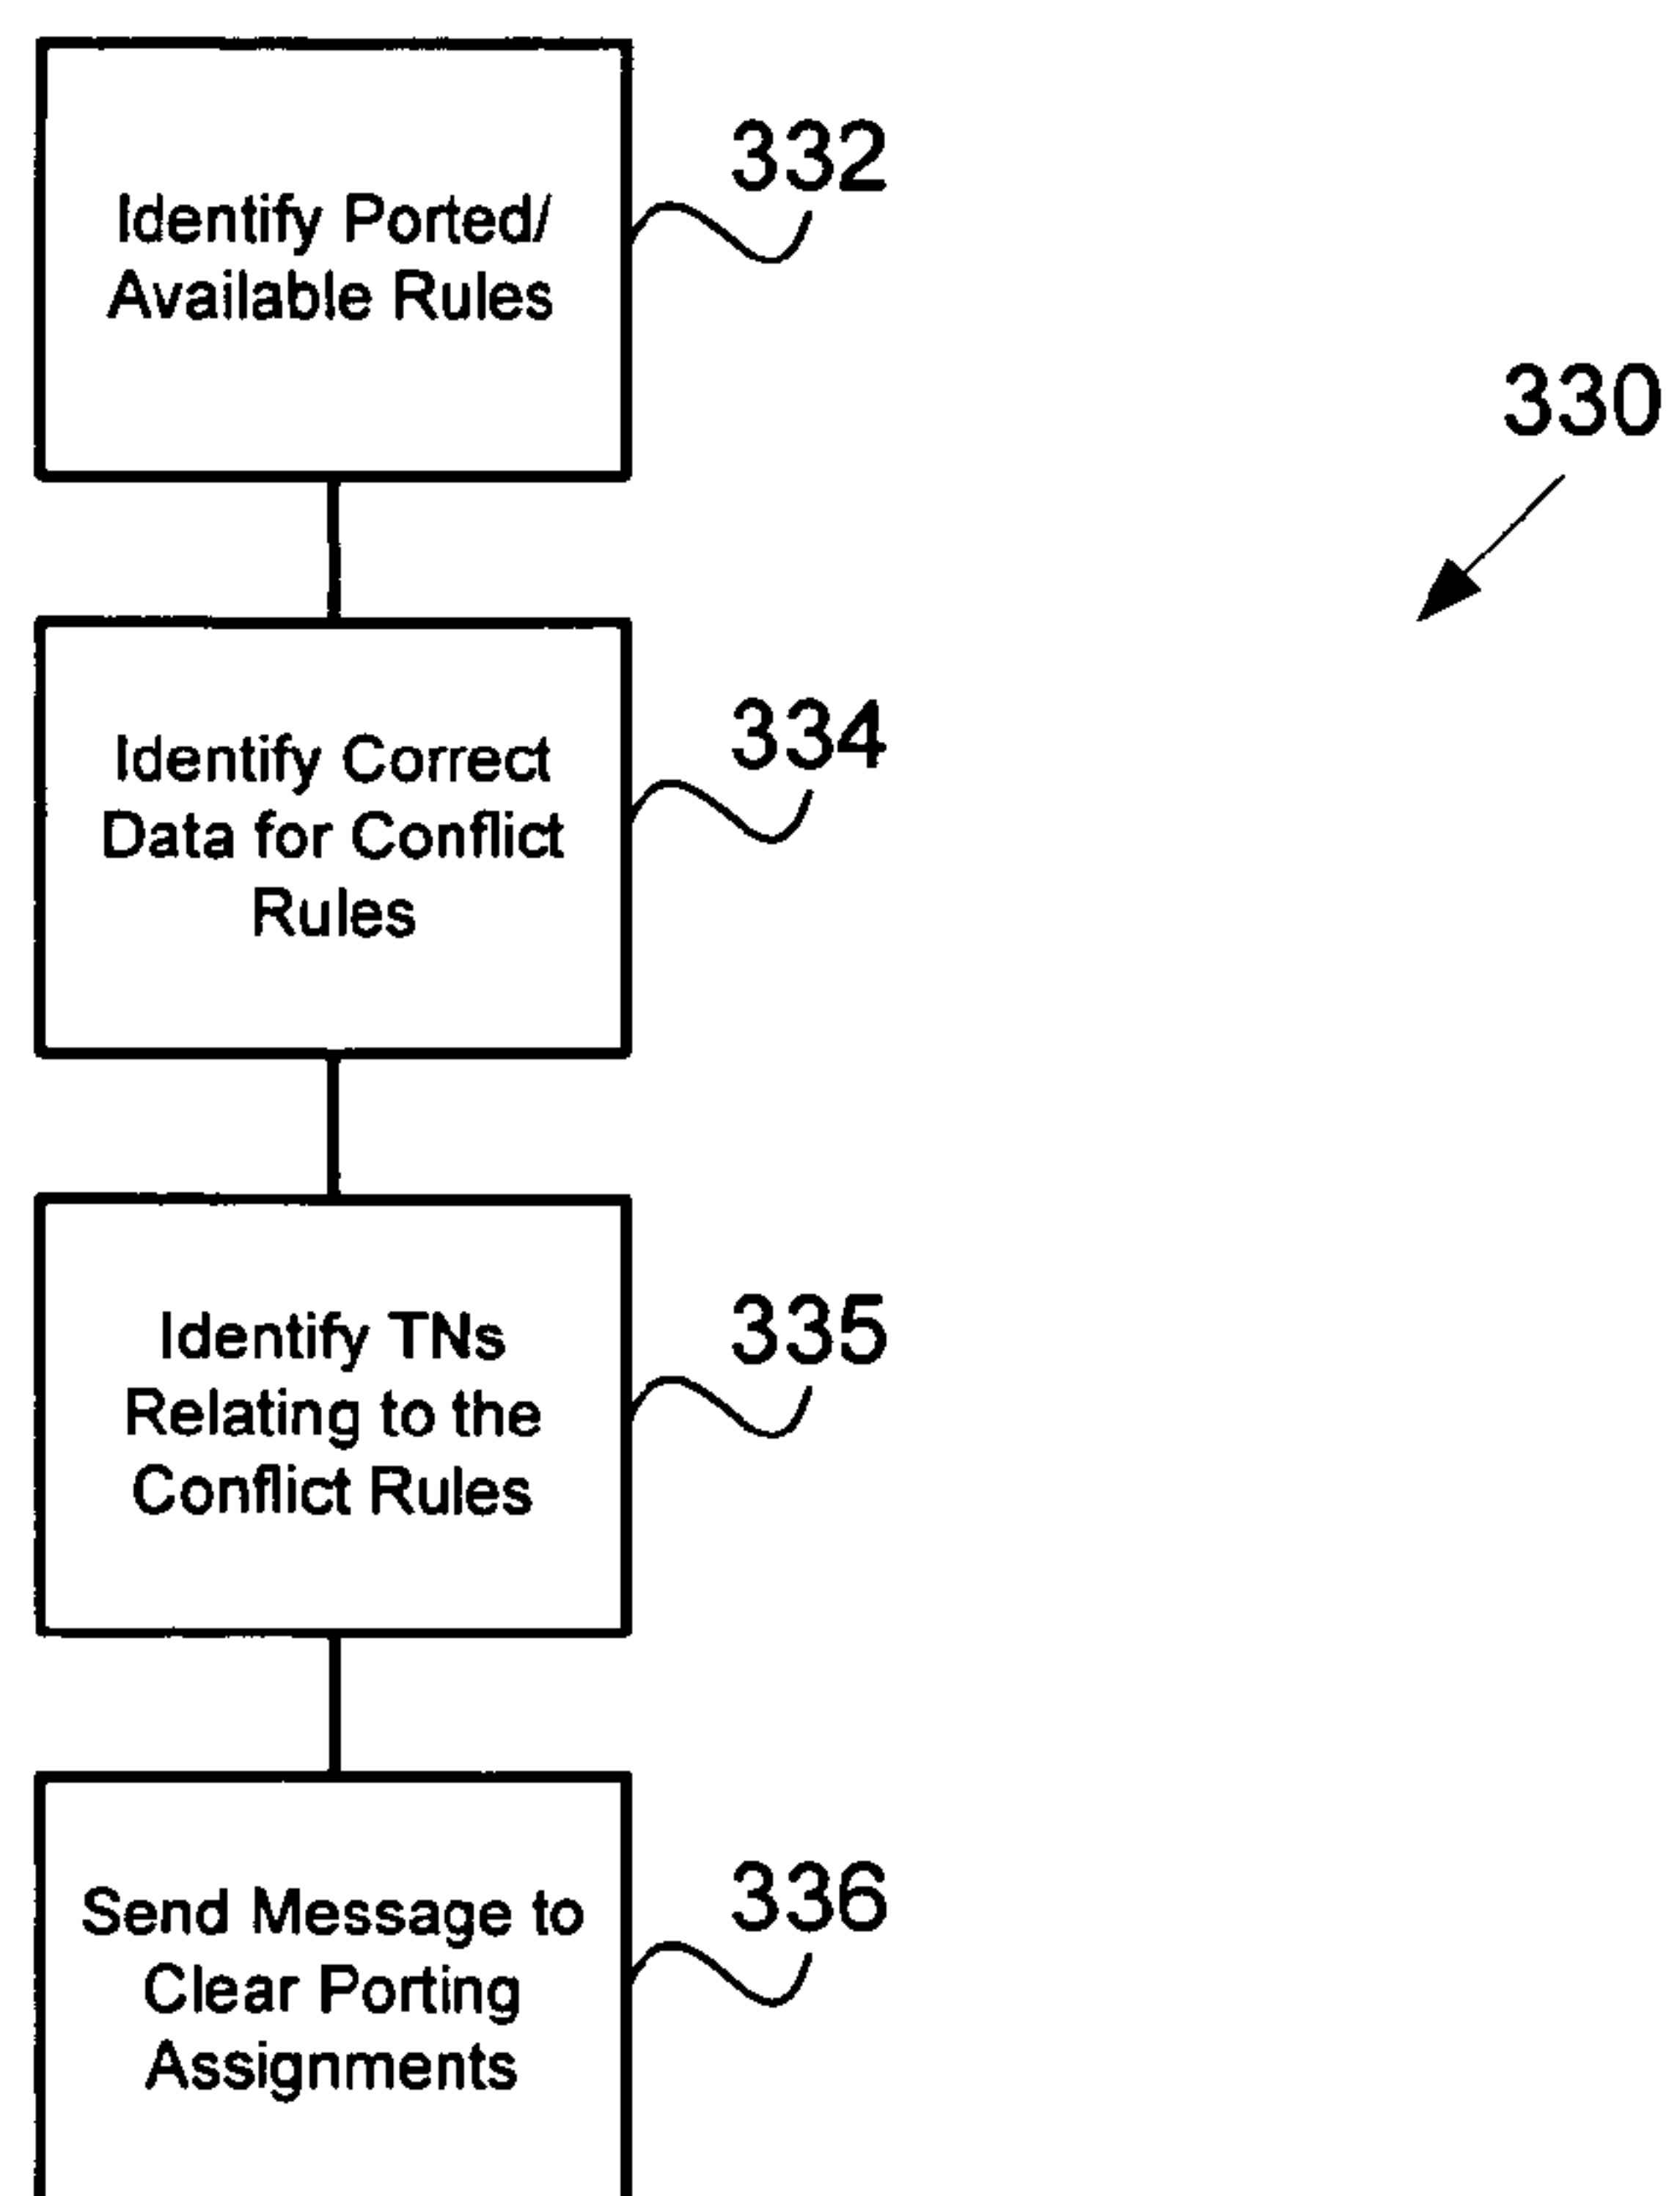 332
Identify Ported/
Available Rules
330
334
Identify Correct
Data for Conflict
Rules
335
Identify TNs
Relating to the
Conflict Rules
336
Send Message to
Clear Porting
Assignments